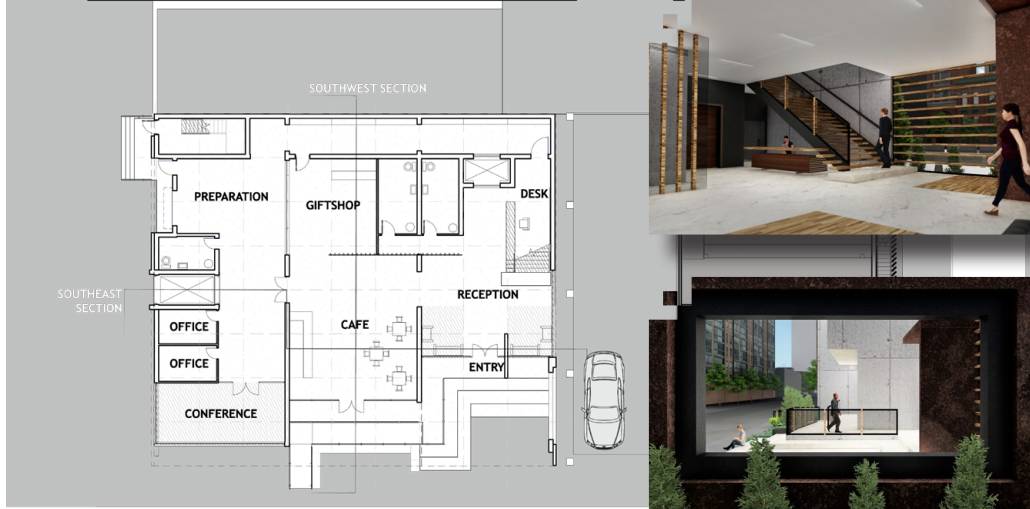 SOUTHWEST SECTION
PREPARATION
GIFTSHOP
DESK
SOUTHEAST
SECTION
RECEPTION
OFFICE
CAFE
OFFICE
ENTRY
CONFERENCE